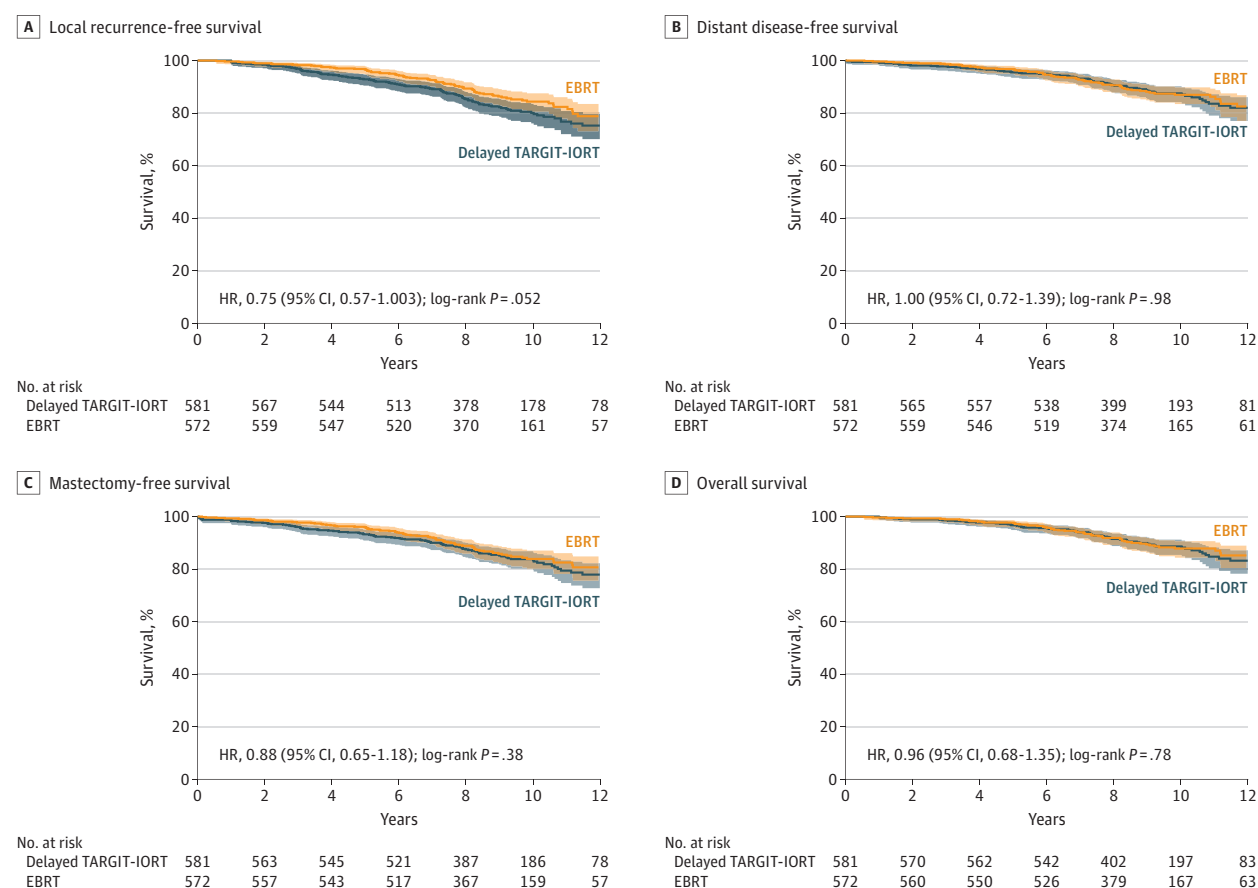 A Local recurrence-free survival
100
80
60
40
20
0
Survival, %
EBRT
Delayed TARGIT-IORT
HR, 0.75 (95% CI, 0.57-1.003); log-rank P = .052
0 2 4 6 8 10 12
Years
No. at risk
Delayed TARGIT-IORT 581 567 544 513 378 178 78
EBRT 572 559 547 520 370 161 57
B Distant disease-free survival
100
80
60
40
20
0
Survival, %
EBRT
Delayed TARGIT-IORT
HR, 1.00 (95% CI, 0.72-1.39); log-rank P = .98
0 2 4 6 8 10 12
Years
No. at risk
Delayed TARGIT-IORT 581 565 557 538 399 193 81
EBRT 572 559 546 519 374 165 61
C Mastectomy-free survival
100
80
60
40
20
0
Survival, %
EBRT
Delayed TARGIT-IORT
HR, 0.88 (95% CI, 0.65-1.18); log-rank P = .38
0 2 4 6 8 10 12
Years
No. at risk
Delayed TARGIT-IORT 581 563 545 521 387 186 78
EBRT 572 557 543 517 367 159 57
D Overall survival
100
80
60
40
20
0
Survival, %
EBRT
Delayed TARGIT-IORT
HR, 0.96 (95% CI, 0.68-1.35); log-rank P = .78
0 2 4 6 8 10 12
Years
No. at risk
Delayed TARGIT-IORT 581 570 562 542 402 197 83
EBRT 572 560 550 526 379 167 63